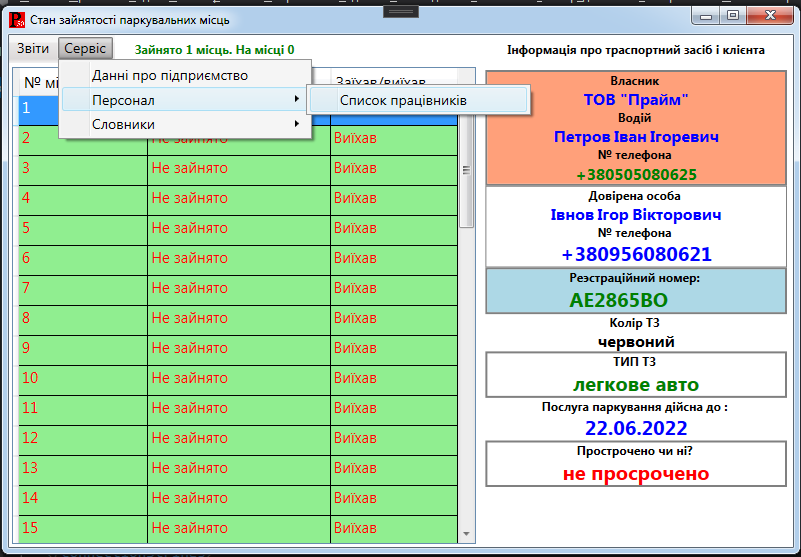 Стан зайнятості паркувальних місць
Звіти Сервіс Зайнято 1 місць. На місці 0
Данні про підприємство
Персонал
Словники
Список працівників
№ Заїхав/виїхав
1
2 Не зайнято Виїхав
3 Не зайнято Виїхав
4 Не зайнято Виїхав
5 Не зайнято Виїхав
6 Не зайнято Виїхав
7 Не зайнято Виїхав
8 Не зайнято Виїхав
9 Не зайнято Виїхав
10 Не зайнято Виїхав
11 Не зайнято Виїхав
12 Не зайнято Виїхав
13 Не зайнято Виїхав
14 Не зайнято Виїхав
15 Не зайнято Виїхав
Інформація про траспортний засіб і клієнта
Власник
ТОВ "Прайм"
Водій
Петров Іван Ігоревич
№ телефона
+380505080625
Довірена особа
Івнов Ігор Вікторович
№ телефона
+380956080621
Реэстраційний номер:
АЕ2865ВО
Колір ТЗ
червоний
ТИП ТЗ
легкове авто
Послуга паркування дійсна до :
22.06.2022
Прострочено чи ні?
не просрочено